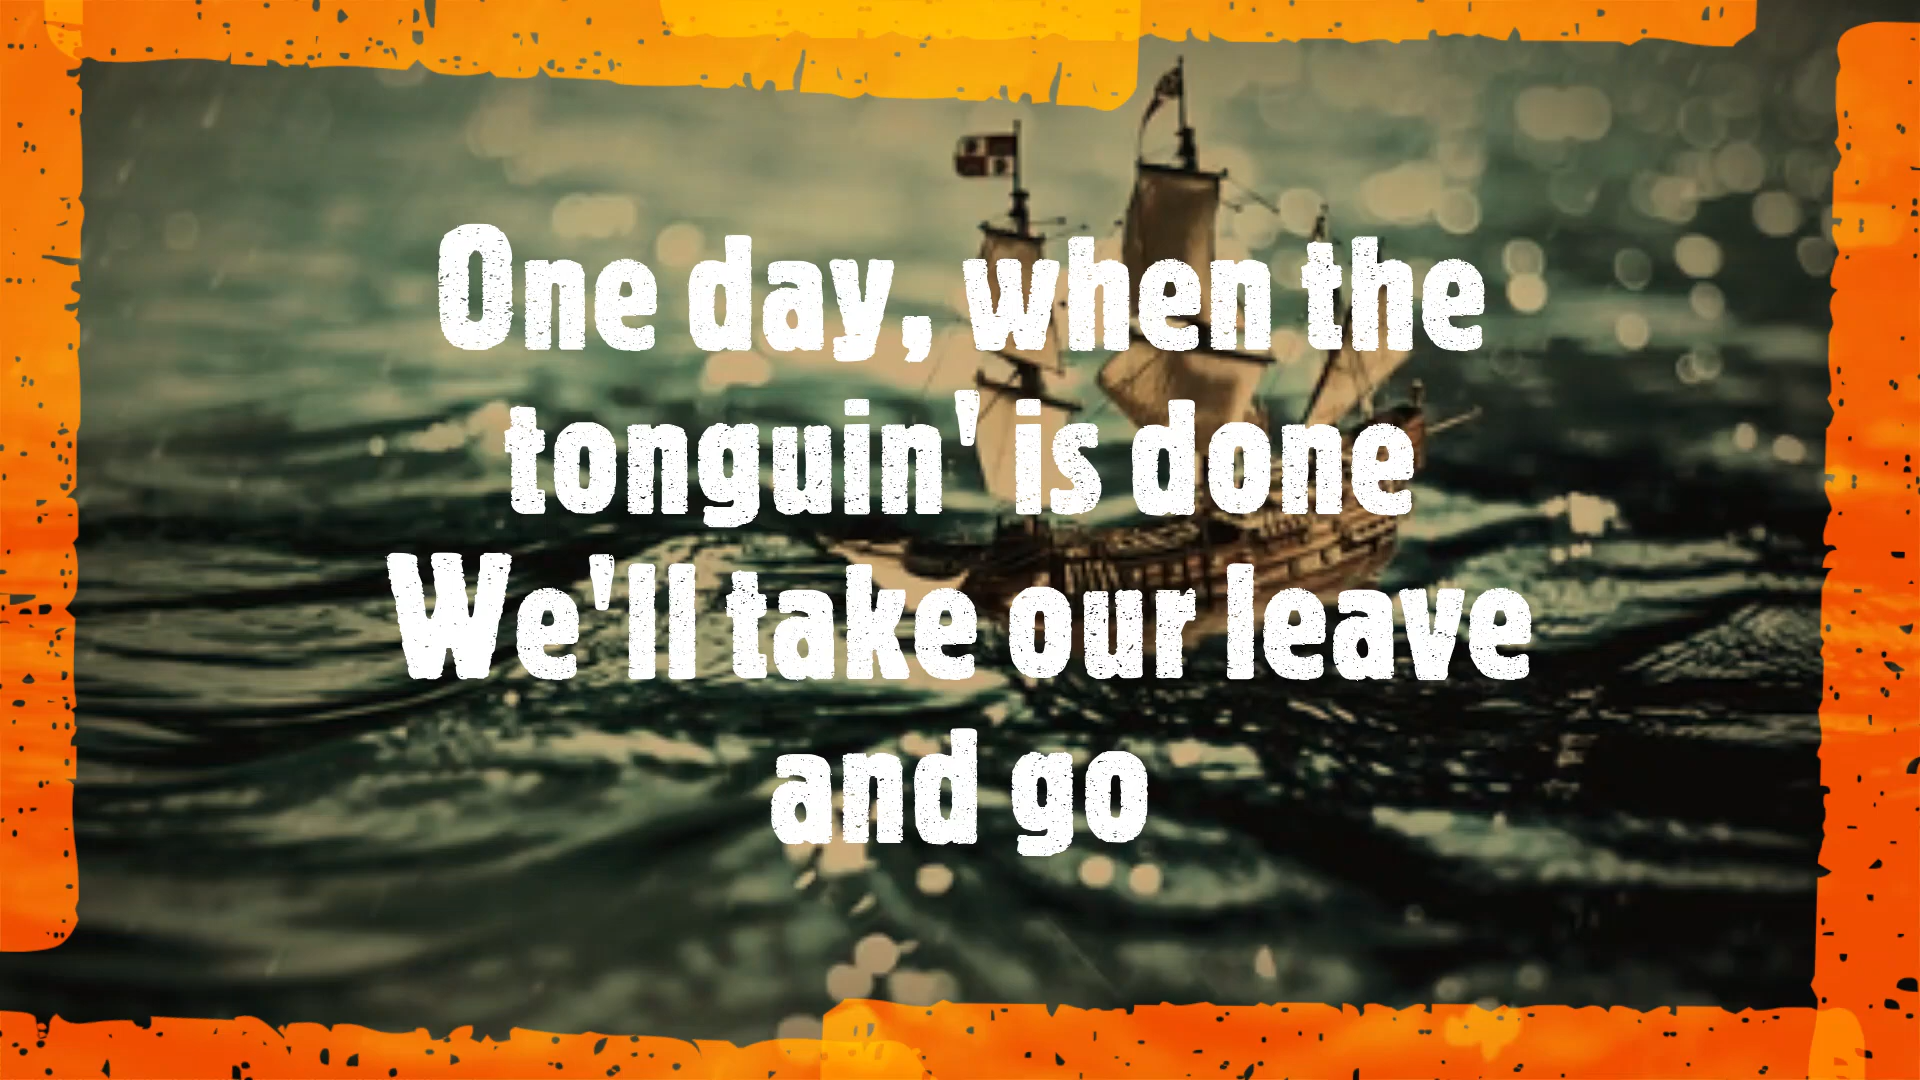 One day, when the
tonguin' is done
We'll take our leave
and go